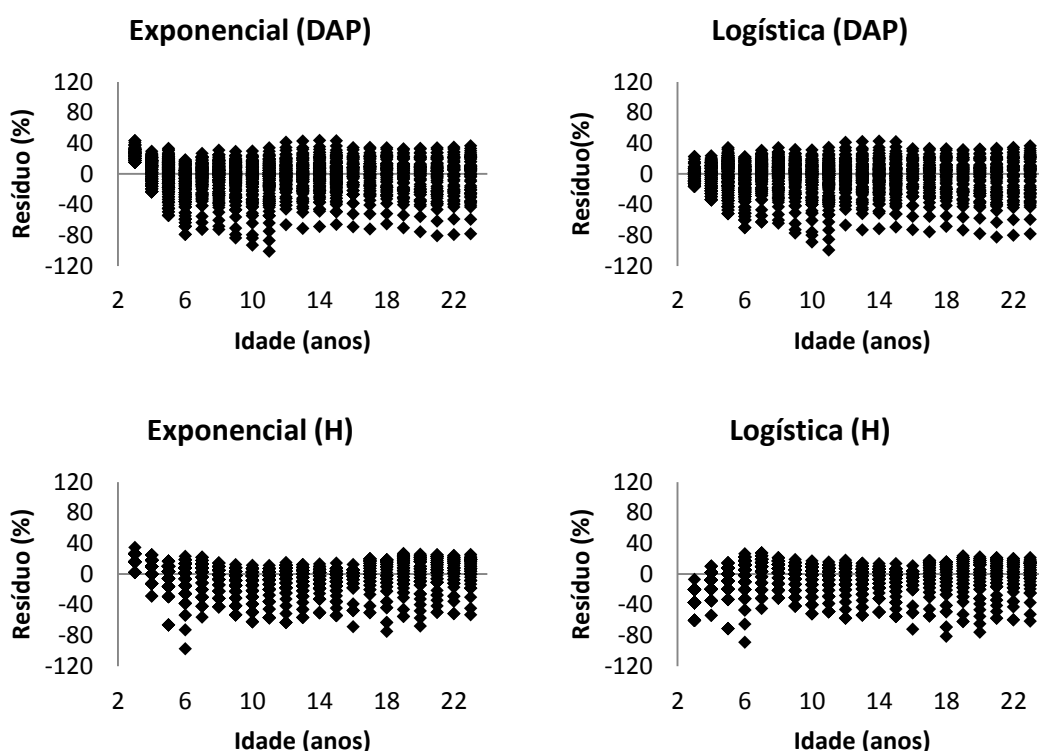 Exponencial (DAP)
120
80
40
0
-40
-80
-120
Resíduo (%)
2 6 10 14 18 22
Idade (anos)
Logística (DAP)
120
80
40
0
-40
-80
-120
Resíduo(%)
2 6 10 14 18 22
Idade (anos)
Exponencial (H)
120
80
40
0
-40
-80
-120
Resíduo (%)
2 6 10 14 18 22
Idade (anos)
Logística (H)
120
80
40
0
-40
-80
-120
Resíduo (%)
2 6 10 14 18 22
Idade (anos)